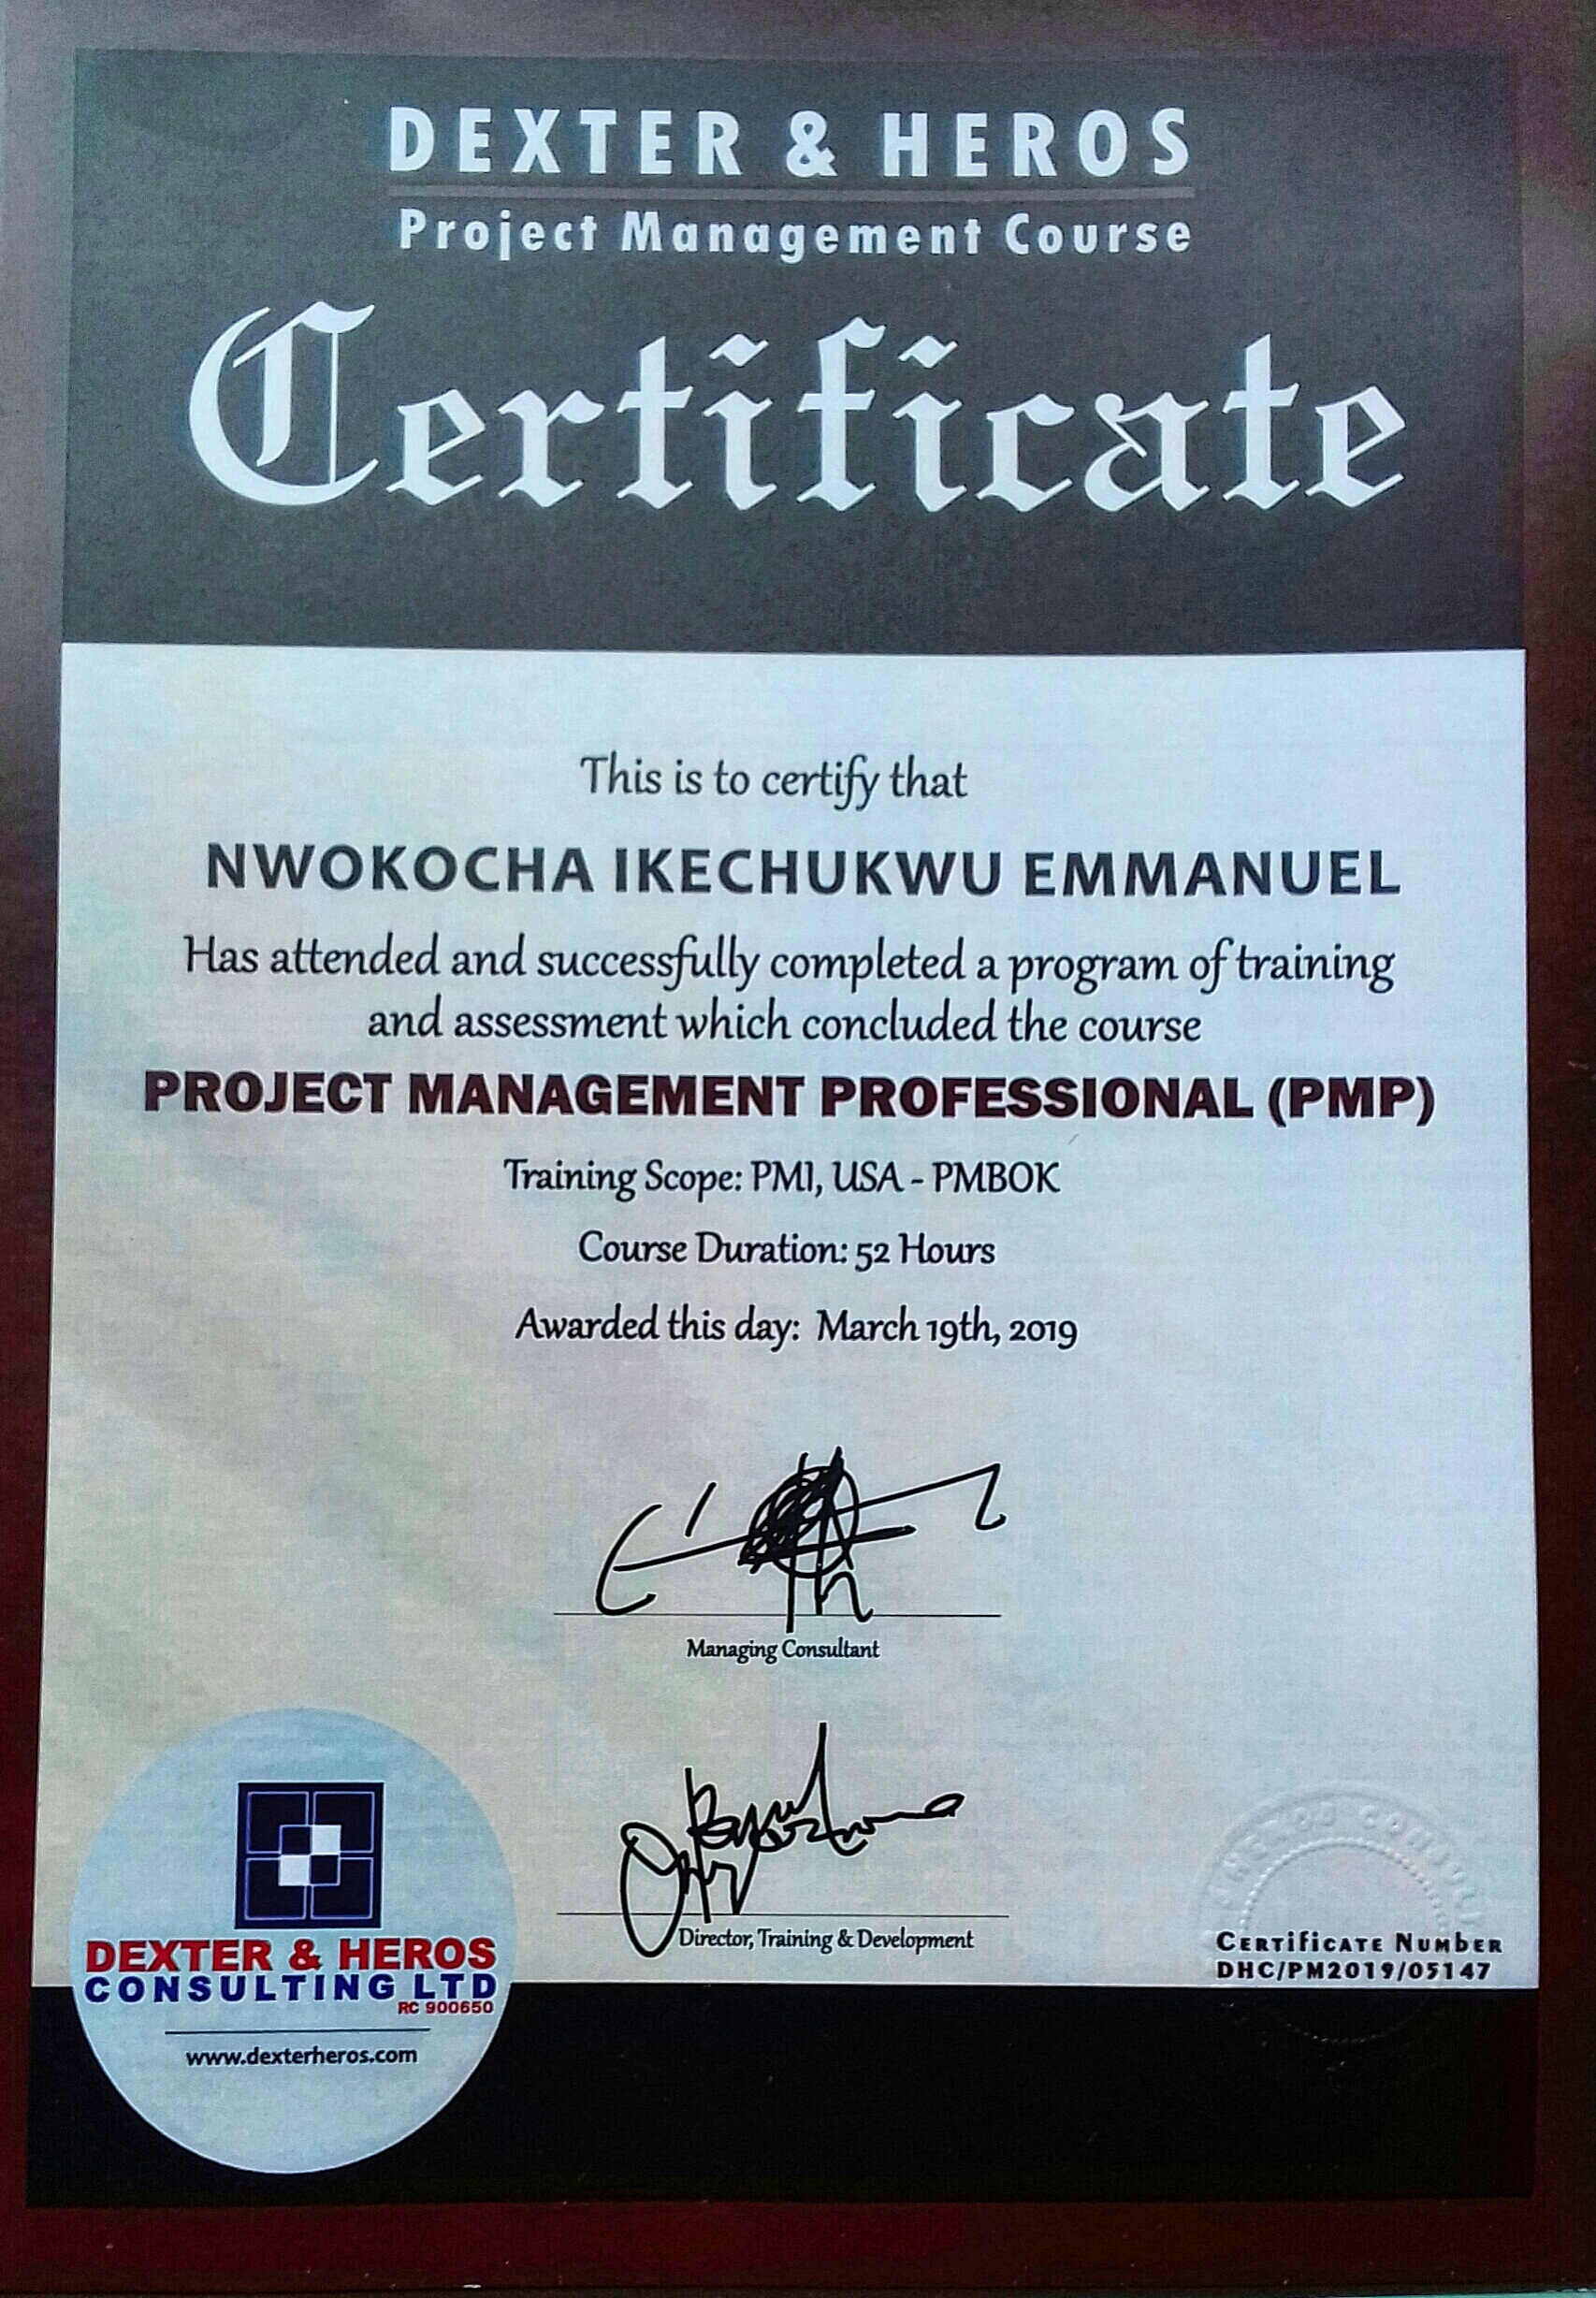 DEXTER & HEROS
Project Management Course
Certificate
This is to certify that
NWOKOCHA IKECHUKWU EMMANUEL
Has attended and successfully completed a program of training
and assessment which concluded the course
PROJECT MANAGEMENT PROFESSIONAL (PMP)
Training Scope: PMI, USA - PMBOK
Course Duration: 52 Hours
Awarded this day: March 19th, 2019
Managing Consultant
Director, Training & Development
DEXTER & HEROS
CONSULTING LTD
RC 900650
www.dexterheros.com
HEROS CONSULT
CERTIFICATE NUMBER
DHC/PM2019/05147